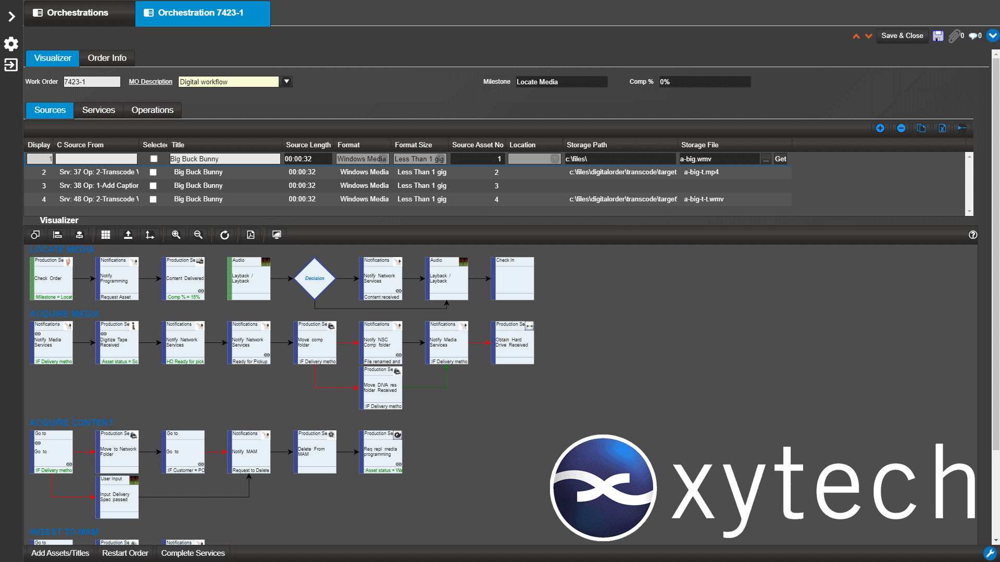 Orchestrations
Orchestration 7423-1
Save & Close
0
0
Visualizer
Order Info
Work Order
7423-1
MO Description
Digital workflow
Milestone
Locate Media
Comp %
0%
Sources
Services
Operations
Display
C Source From
Selected
Title
Source Length
Format
Format Size
Source Asset No
Location
Storage Path
Storage File
1
Big Buck Bunny
00:00:32
Windows Media
Less Than 1 gig
1
c:\files\
a-big.wmv
...
Get
2
Srv: 37 Op: 2-Transcode
Big Buck Bunny
00:00:32
Windows Media
Less Than 1 gig
2
c:\files\digitalorder\transcode\target
a-big-t.mp4
3
Srv: 38 Op: 1-Add Caption
Big Buck Bunny
00:00:32
Windows Media
Less Than 1 gig
3
4
Srv: 48 Op: 2-Transcode
Big Buck Bunny
00:00:32
Windows Media
Less Than 1 gig
4
c:\files\digitalorder\transcode\target
a-big-t-t.wmv
Visualizer
LOCATE MEDIA
Production Se
Check Order
:Milestone = Locat
Notifications
Notify
Programming
Request Asset
Production Se
Content Delivered
:Comp % = 15%
Audio
Layback /
Layback
Decision
Notifications
Notify Network
Services
Content received
Audio
Layback /
Layback
Check In
ACQUIRE MEDIA
Notifications
Notify Media
Services
:IF Delivery metho
Production Se
Digitize Tape
Received
:Asset status = Sc
Notifications
Notify Network
Services
HD Ready for pick
Notifications
Notify Network
Services
Ready for Pickup
Production Se
Move comp
folder
:IF Delivery metho
Notifications
Notify NSC
Comp folder
File renamed and
Notifications
Notify Media
Services
:IF Delivery metho
Production Se
Obtain Hard
Drive Received
Production Se
Move DIVA res
folder Received
:IF Delivery metho
ACQUIRE CONTENT
Go to
Go to
:IF Delivery metho
Production Se
Move to Network
Folder
Go to
Go to
:IF Customer = PO
Notifications
Notify MAM
Request to Delete
Production Se
Delete From
MAM
Production Se
Req repl media
programming
:Asset status = Wa
User Input
Input Delivery
Spec passed
xytech
INGEST TO MAM
Go to
Production Se
Notifications
Add Assets/Titles
Restart Order
Complete Services